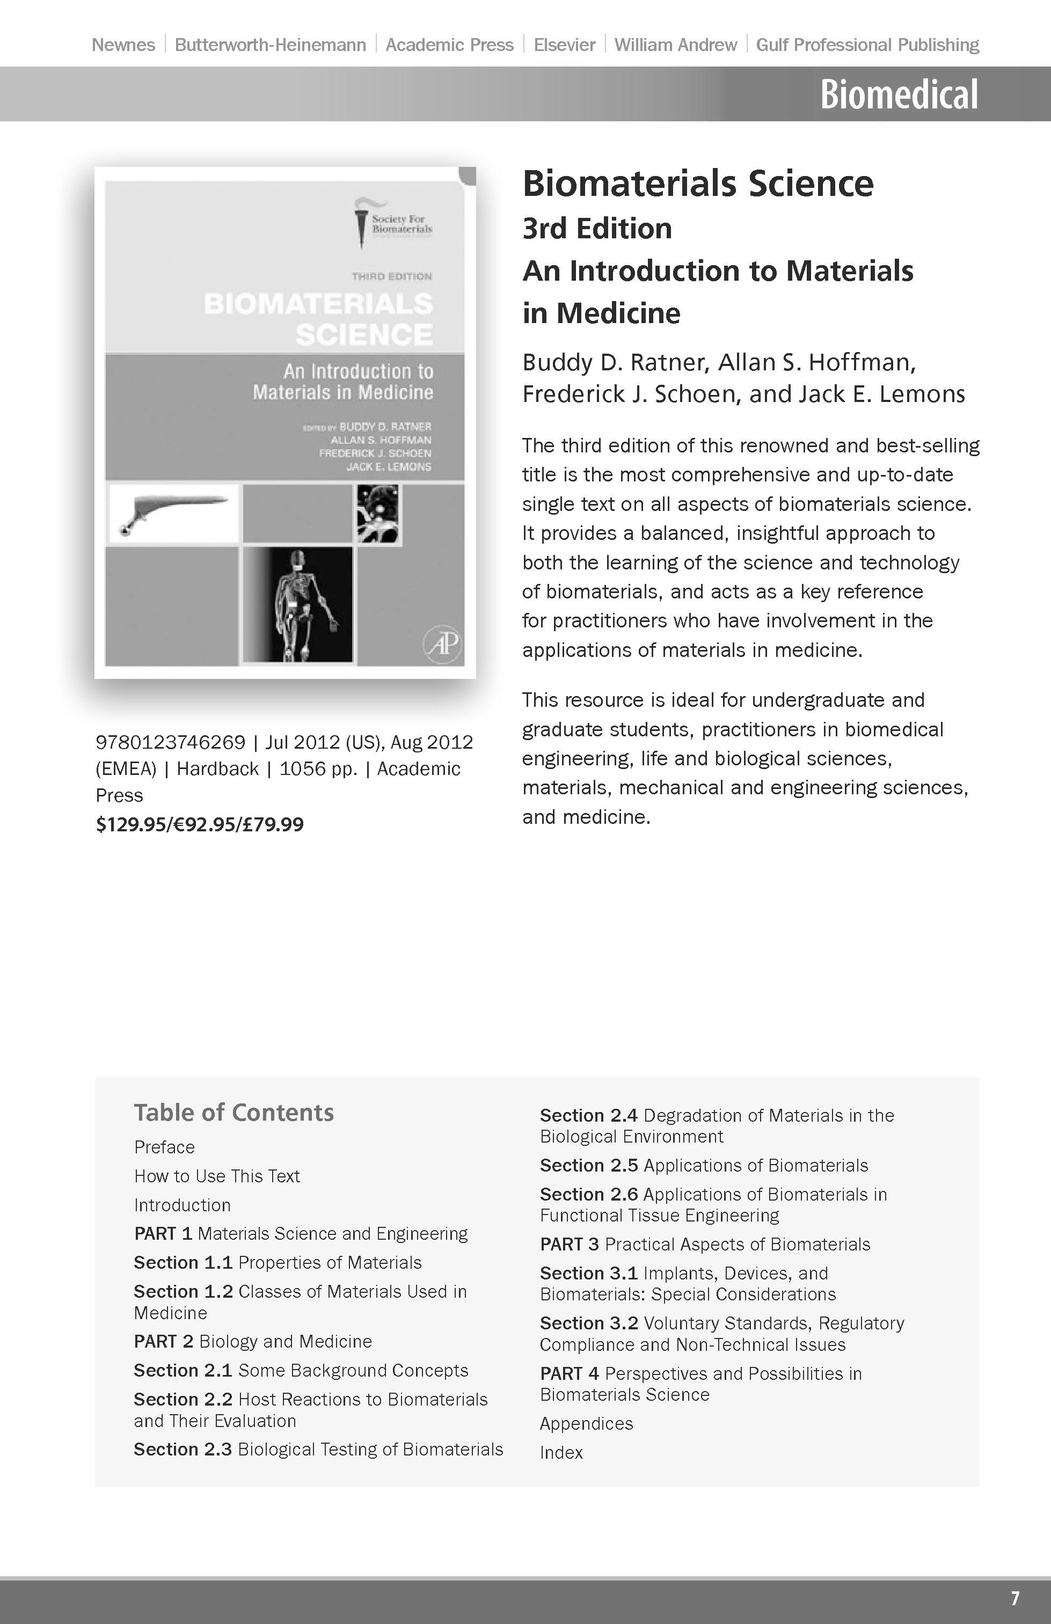 Newnes | Butterworth-Heinemann | Academic Press | Elsevier | William Andrew | Gulf Professional Publishing
Biomedical
Society For
Biomaterials
THIRD EDITION
BIOMATERIALS
SCIENCE
An Introduction to
Materials in Medicine
EDITED BY BUDDY D. RATNER
ALLAN S. HOFFMAN
FREDERICK J. SCHOEN
JACK E. LEMONS
AP
9780123746269 | Jul 2012 (US), Aug 2012
(EMEA) | Hardback | 1056 pp. | Academic
Press
$129.95/€92.95/£79.99
Biomaterials Science
3rd Edition
An Introduction to Materials
in Medicine
Buddy D. Ratner, Allan S. Hoffman,
Frederick J. Schoen, and Jack E. Lemons
The third edition of this renowned and best-selling
title is the most comprehensive and up-to-date
single text on all aspects of biomaterials science.
It provides a balanced, insightful approach to
both the learning of the science and technology
of biomaterials, and acts as a key reference
for practitioners who have involvement in the
applications of materials in medicine.
This resource is ideal for undergraduate and
graduate students, practitioners in biomedical
engineering, life and biological sciences,
materials, mechanical and engineering sciences,
and medicine.
Table of Contents
Preface
How to Use This Text
Introduction
PART 1 Materials Science and Engineering
Section 1.1 Properties of Materials
Section 1.2 Classes of Materials Used in
Medicine
PART 2 Biology and Medicine
Section 2.1 Some Background Concepts
Section 2.2 Host Reactions to Biomaterials
and Their Evaluation
Section 2.3 Biological Testing of Biomaterials
Section 2.4 Degradation of Materials in the
Biological Environment
Section 2.5 Applications of Biomaterials
Section 2.6 Applications of Biomaterials in
Functional Tissue Engineering
PART 3 Practical Aspects of Biomaterials
Section 3.1 Implants, Devices, and
Biomaterials: Special Considerations
Section 3.2 Voluntary Standards, Regulatory
Compliance and Non-Technical Issues
PART 4 Perspectives and Possibilities in
Biomaterials Science
Appendices
Index
7